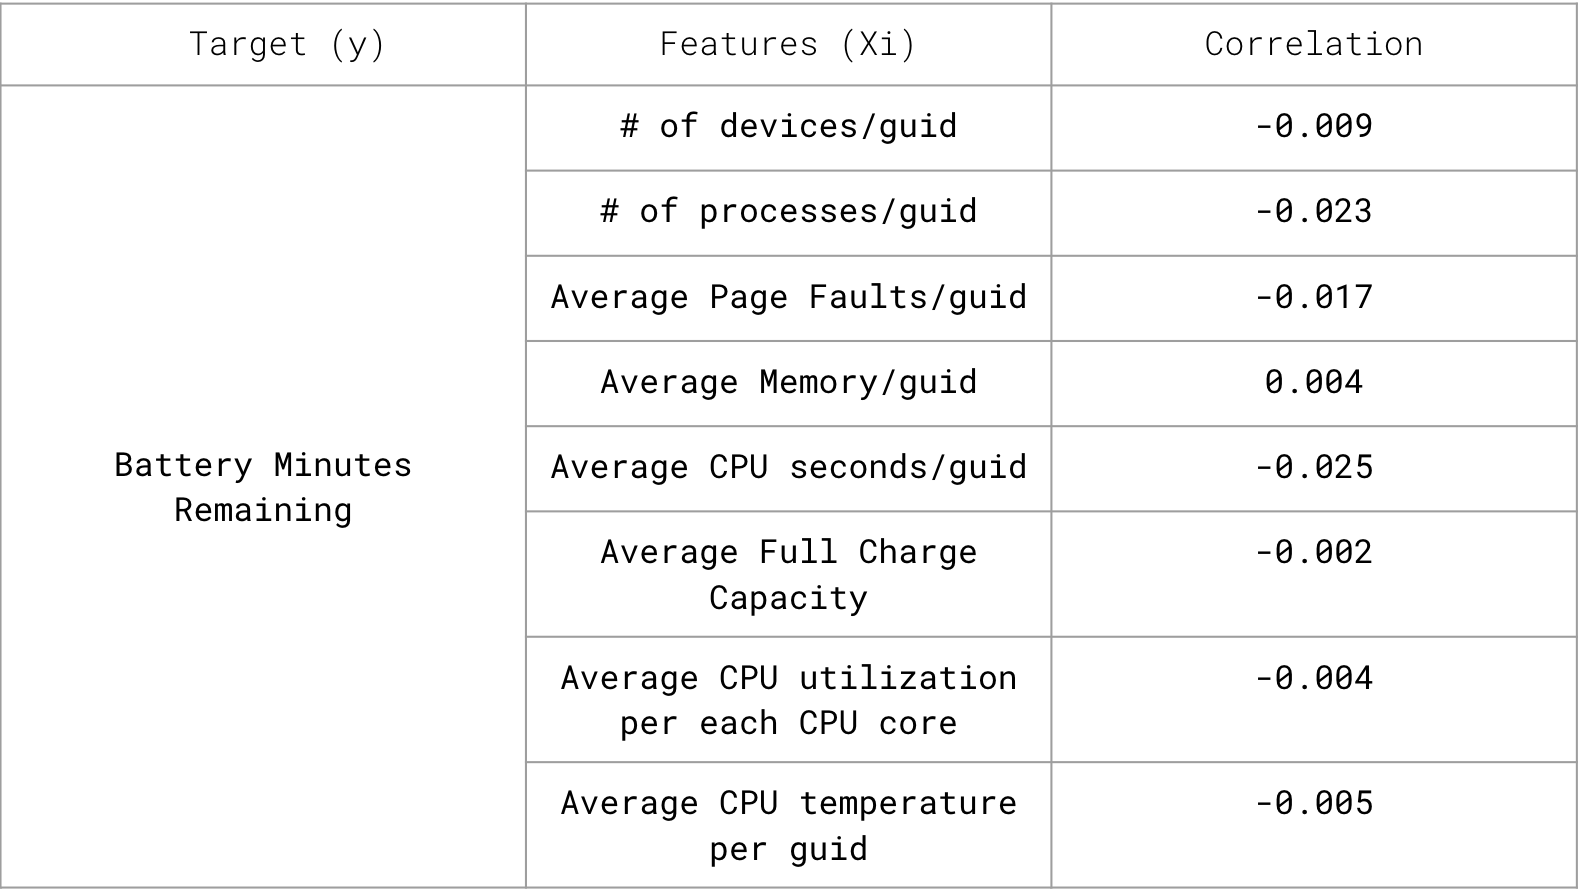 Target (y)
Features (Xi)
Correlation
Battery Minutes
Remaining
# of devices/guid
-0.009
# of processes/guid
-0.023
Average Page Faults/guid
-0.017
Average Memory/guid
0.004
Average CPU seconds/guid
-0.025
Average Full Charge
Capacity
-0.002
Average CPU utilization
per each CPU core
-0.004
Average CPU temperature
per guid
-0.005